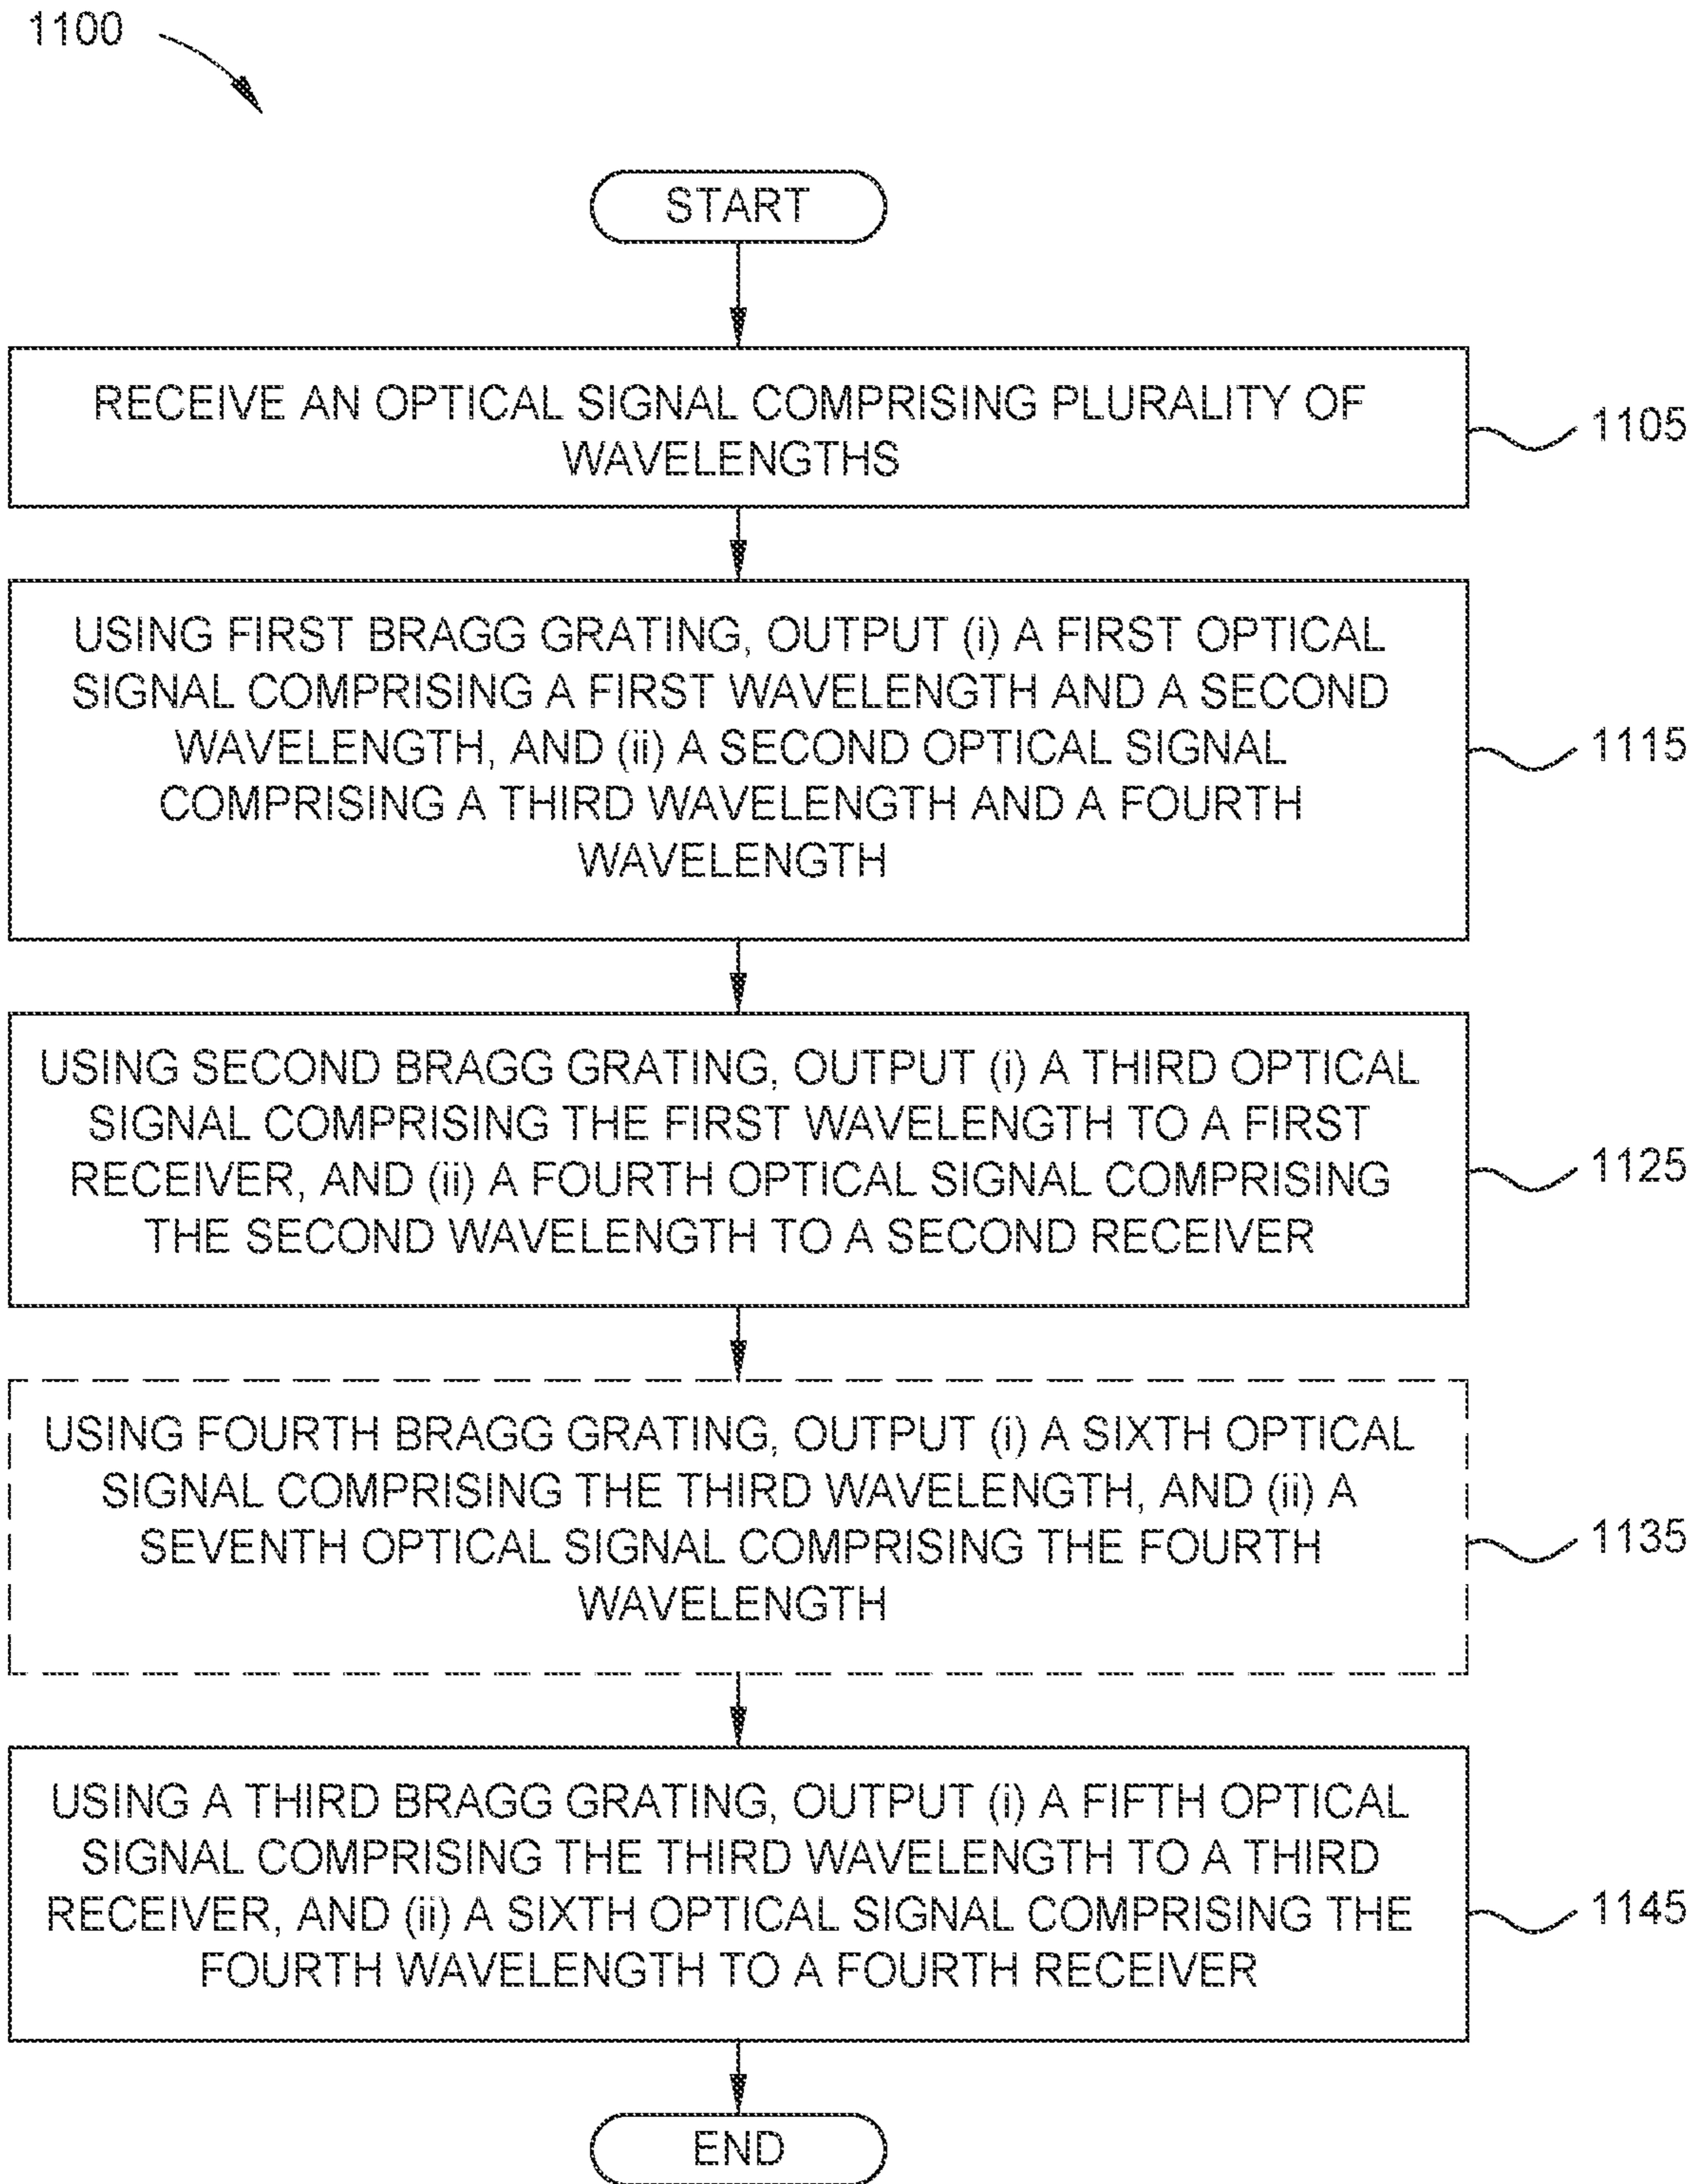 1100
START
RECEIVE AN OPTICAL SIGNAL COMPRISING PLURALITY OF
WAVELENGTHS
1105
USING FIRST BRAGG GRATING, OUTPUT (i) A FIRST OPTICAL
SIGNAL COMPRISING A FIRST WAVELENGTH AND A SECOND
WAVELENGTH, AND (ii) A SECOND OPTICAL SIGNAL
COMPRISING A THIRD WAVELENGTH AND A FOURTH
WAVELENGTH
1115
USING SECOND BRAGG GRATING, OUTPUT (i) A THIRD OPTICAL
SIGNAL COMPRISING THE FIRST WAVELENGTH TO A FIRST
RECEIVER, AND (ii) A FOURTH OPTICAL SIGNAL COMPRISING
THE SECOND WAVELENGTH TO A SECOND RECEIVER
1125
USING FOURTH BRAGG GRATING, OUTPUT (i) A SIXTH OPTICAL
SIGNAL COMPRISING THE THIRD WAVELENGTH, AND (ii) A
SEVENTH OPTICAL SIGNAL COMPRISING THE FOURTH
WAVELENGTH
1135
USING A THIRD BRAGG GRATING, OUTPUT (i) A FIFTH OPTICAL
SIGNAL COMPRISING THE THIRD WAVELENGTH TO A THIRD
RECEIVER, AND (ii) A SIXTH OPTICAL SIGNAL COMPRISING THE
FOURTH WAVELENGTH TO A FOURTH RECEIVER
1145
END